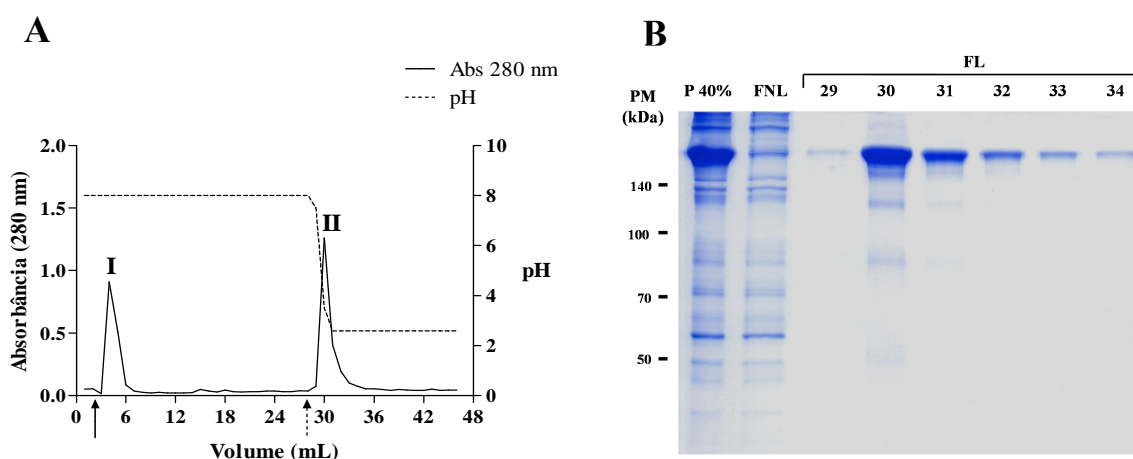 A
Abs 280 nm
pH
2.0
1.5
1.0
0.5
0.0
Absorbância (280 nm)
I
II
10
8
6
4
2
0
pH
0 6 12 18 24 30 36 42 48
Volume (mL)
B
FL
PM
(kDa)
P 40% FNL 29 30 31 32 33 34
140
100
70
50